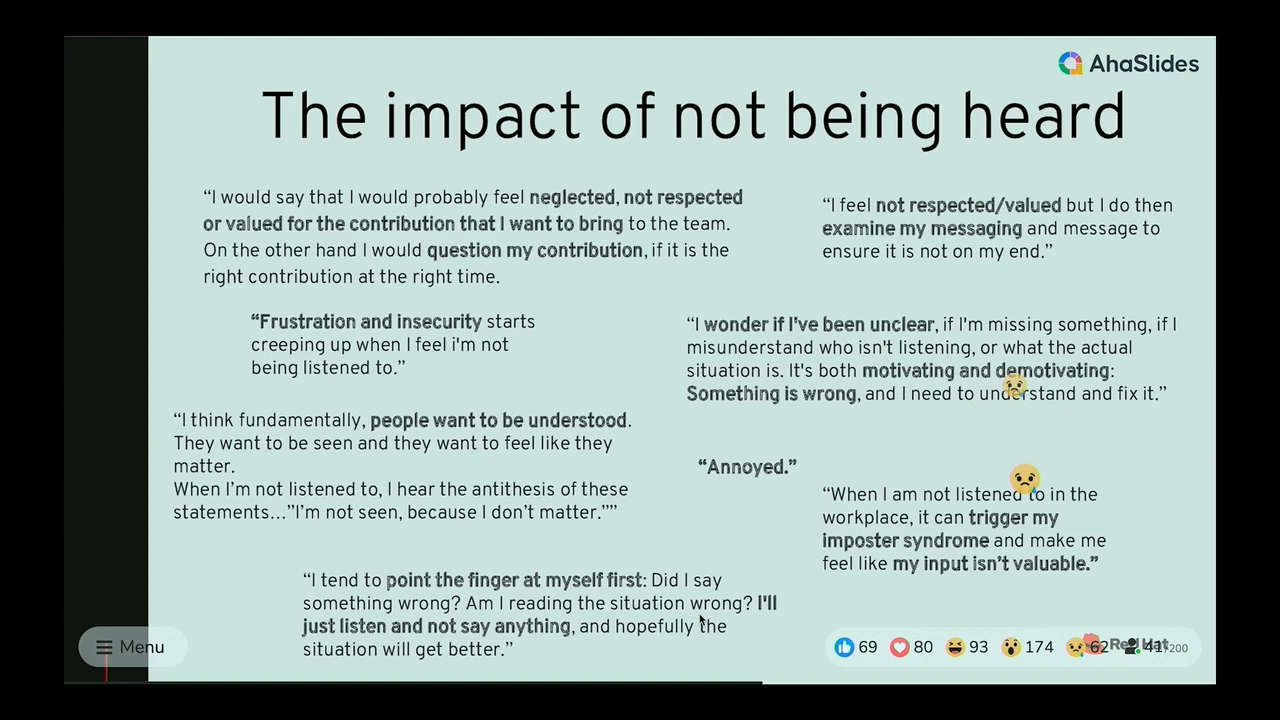 AhaSlides
The impact of not being heard
“I would say that I would probably feel neglected, not respected
or valued for the contribution that I want to bring to the team.
On the other hand I would question my contribution, if it is the
right contribution at the right time.
“I feel not respected/valued but I do then
examine my messaging and message to
ensure it is not on my end.”
“Frustration and insecurity starts
creeping up when I feel i'm not
being listened to.”
“I wonder if I’ve been unclear, if I'm missing something, if I
misunderstand who isn't listening, or what the actual
situation is. It's both motivating and demotivating:
Something is wrong, and I need to understand and fix it.”
“I think fundamentally, people want to be understood.
They want to be seen and they want to feel like they
matter.
When I’m not listened to, I hear the antithesis of these
statements…”I’m not seen, because I don’t matter.””
“Annoyed.”
“When I am not listened to in the
workplace, it can trigger my
imposter syndrome and make me
feel like my input isn’t valuable.”
“I tend to point the finger at myself first: Did I say
something wrong? Am I reading the situation wrong? I'll
just listen and not say anything, and hopefully the
situation will get better.”
Menu
69 80 93 174 62 41/200
Red Hat